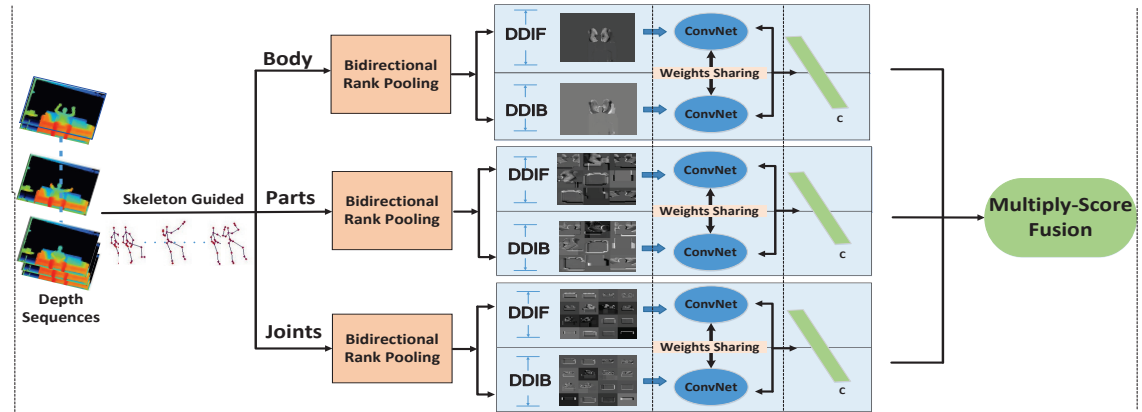 Depth
Sequences
Skeleton Guided
Body
Bidirectional
Rank Pooling
DDIF
DDIB
ConvNet
Weights Sharing
ConvNet
C
Parts
Bidirectional
Rank Pooling
DDIF
DDIB
ConvNet
Weights Sharing
ConvNet
C
Joints
Bidirectional
Rank Pooling
DDIF
DDIB
ConvNet
Weights Sharing
ConvNet
C
Multiply-Score
Fusion